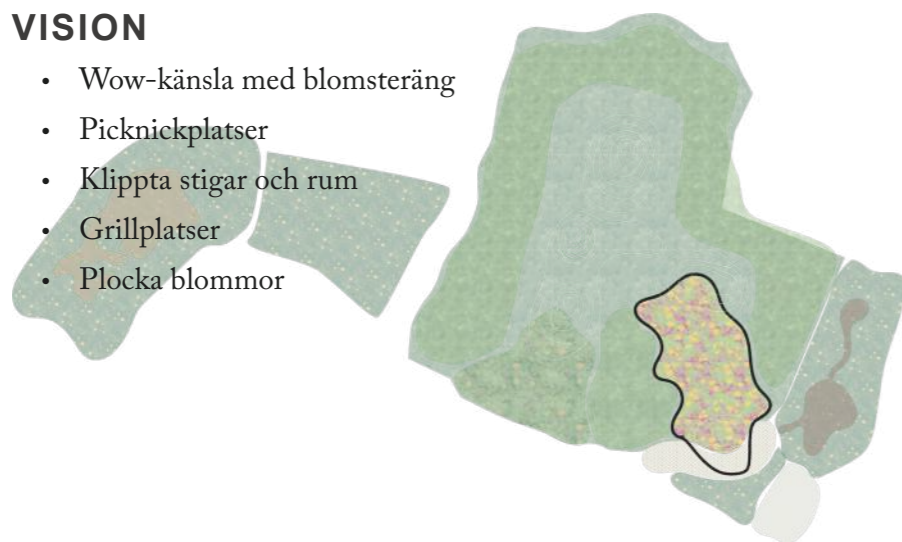 VISION
• Wow-känsla med blomsteräng
• Picknickplatser
• Klippta stigar och rum
• Grillplatser
• Plocka blommor